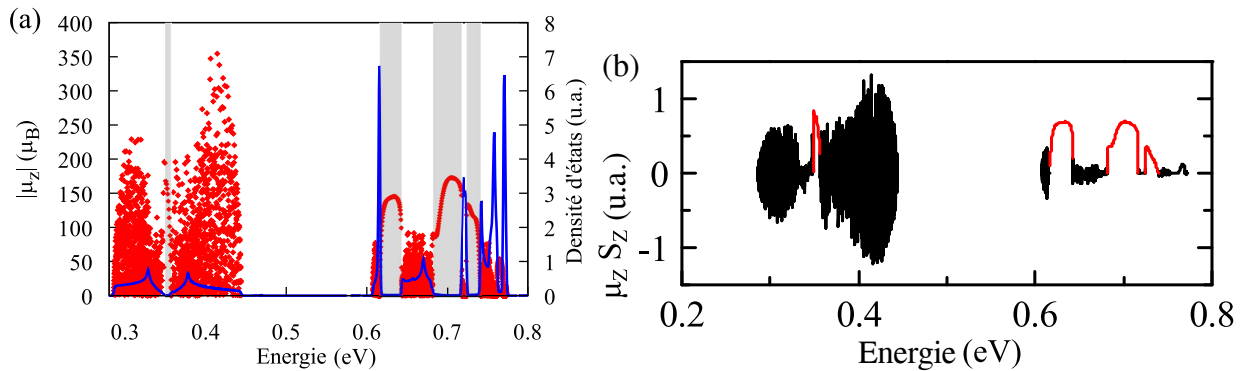 (a)
400
350
300
250
200
150
100
50
0
|μz| (μB)
8
7
6
5
4
3
2
1
0
Densité d'états (u.a.)
0.3 0.4 0.5 0.6 0.7 0.8
Energie (eV)
(b)
1
0
-1
μZ SZ (u.a.)
0.2 0.4 0.6 0.8
Energie (eV)